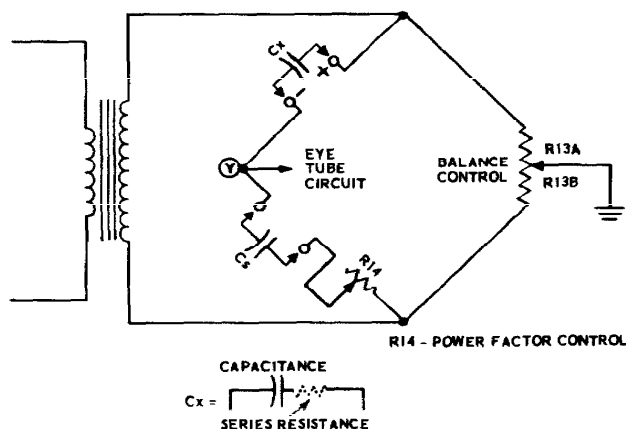 Cx
+
-
Y
EYE
TUBE
CIRCUIT
BALANCE
CONTROL
R13A
R13B
Cs
R14
R14 - POWER FACTOR CONTROL
CAPACITANCE
Cx =
SERIES RESISTANCE